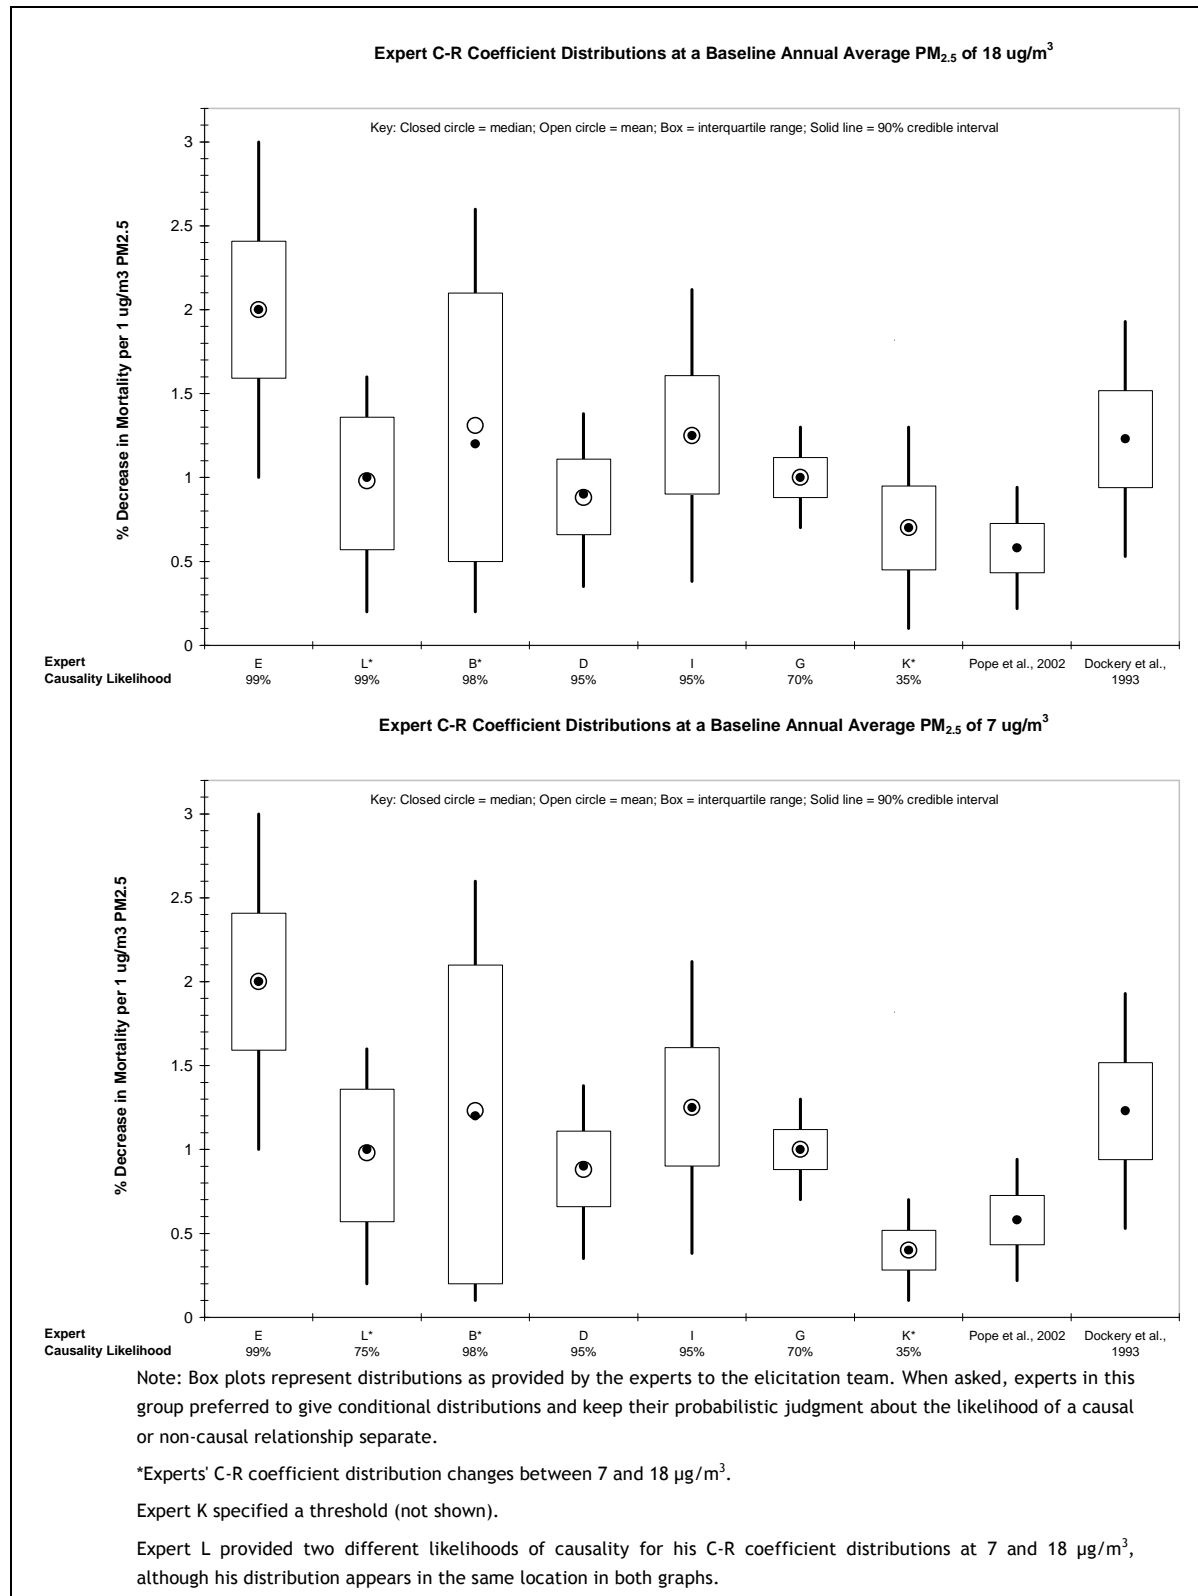 Expert C-R Coefficient Distributions at a Baseline Annual Average PM2.5 of 18 ug/m3
Key: Closed circle = median; Open circle = mean; Box = interquartile range; Solid line = 90% credible interval
% Decrease in Mortality per 1 ug/m3 PM2.5
3
2.5
2
1.5
1
0.5
0
Expert E L* B* D I G K* Pope et al., 2002 Dockery et al.,
Causality Likelihood 99% 99% 98% 95% 95% 70% 35% 1993
Expert C-R Coefficient Distributions at a Baseline Annual Average PM2.5 of 7 ug/m3
Key: Closed circle = median; Open circle = mean; Box = interquartile range; Solid line = 90% credible interval
% Decrease in Mortality per 1 ug/m3 PM2.5
3
2.5
2
1.5
1
0.5
0
Expert E L* B* D I G K* Pope et al., 2002 Dockery et al.,
Causality Likelihood 99% 75% 98% 95% 95% 70% 35% 1993
Note: Box plots represent distributions as provided by the experts to the elicitation team. When asked, experts in this
group preferred to give conditional distributions and keep their probabilistic judgment about the likelihood of a causal
or non-causal relationship separate.
*Experts' C-R coefficient distribution changes between 7 and 18 µg/m3.
Expert K specified a threshold (not shown).
Expert L provided two different likelihoods of causality for his C-R coefficient distributions at 7 and 18 µg/m3,
although his distribution appears in the same location in both graphs.